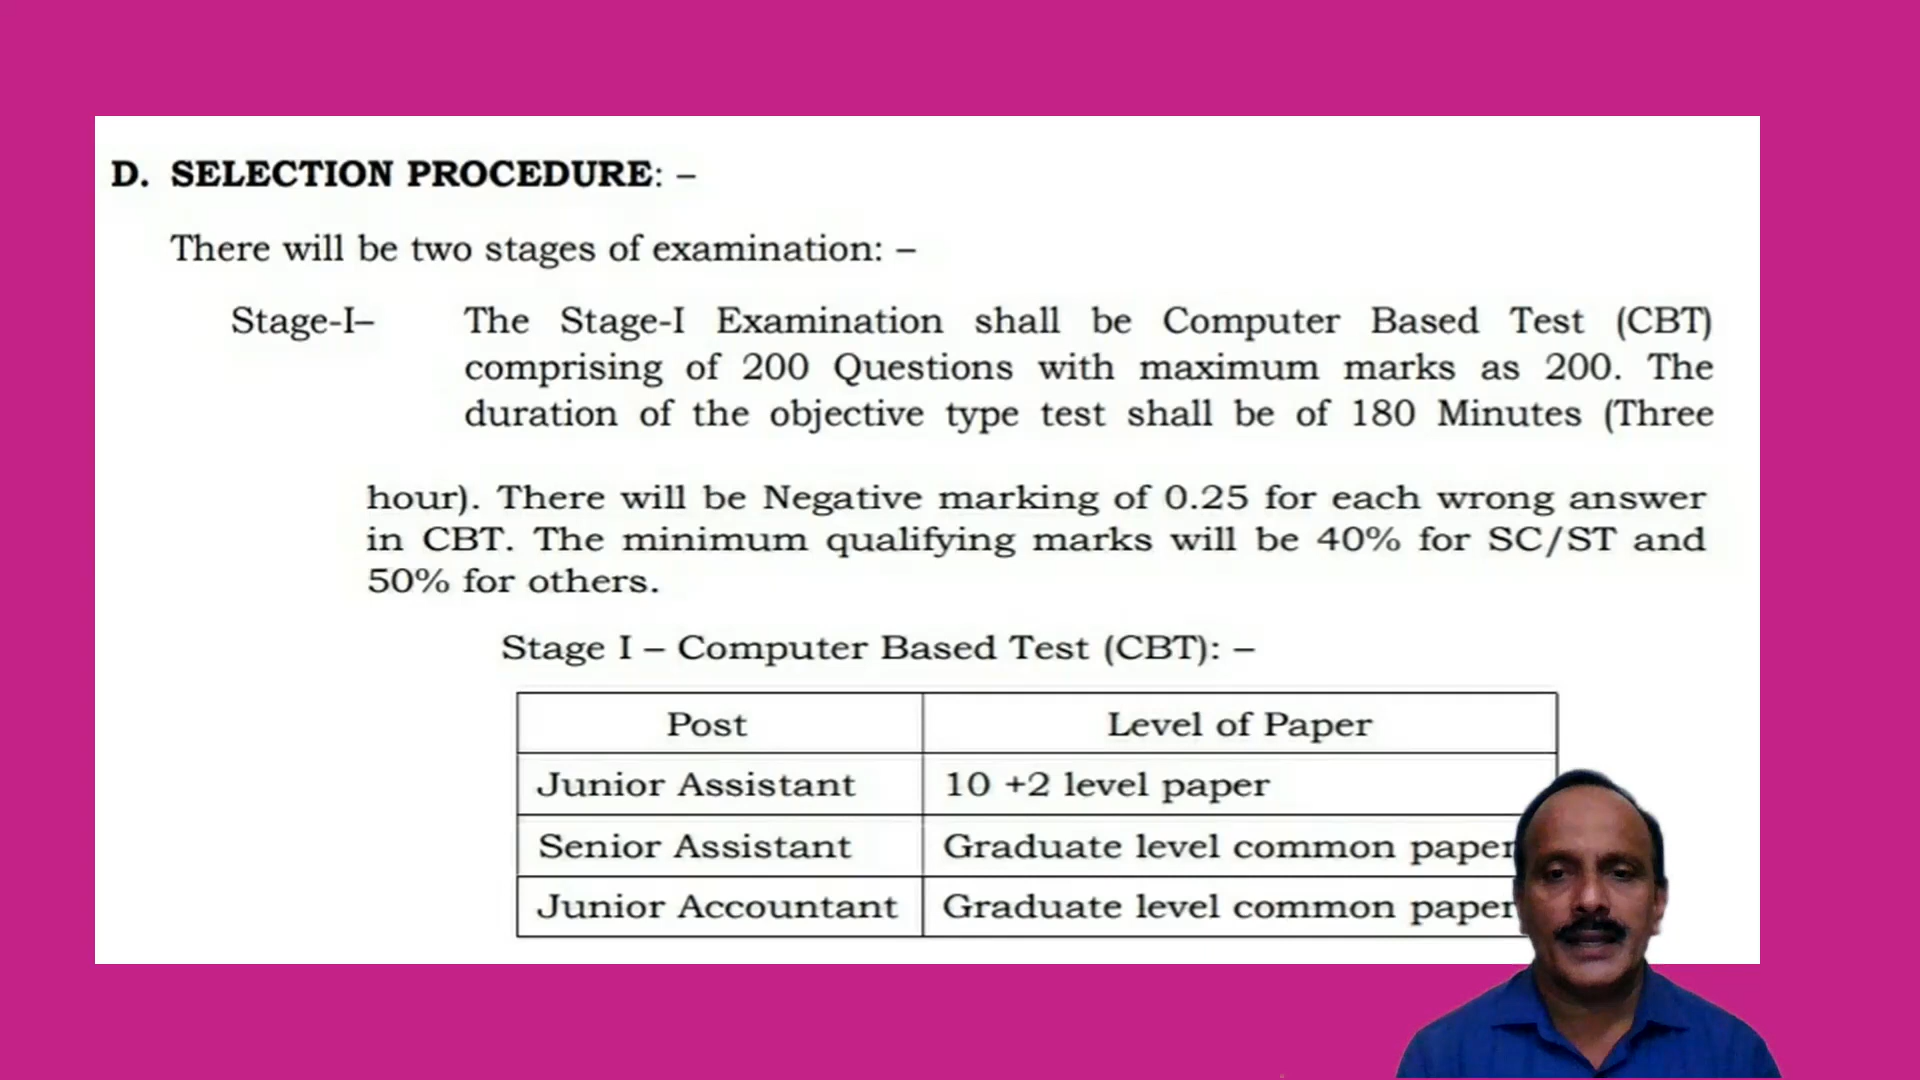 D. SELECTION PROCEDURE: –
There will be two stages of examination: –
Stage-I– The Stage-I Examination shall be Computer Based Test (CBT)
comprising of 200 Questions with maximum marks as 200. The
duration of the objective type test shall be of 180 Minutes (Three
hour). There will be Negative marking of 0.25 for each wrong answer
in CBT. The minimum qualifying marks will be 40% for SC/ST and
50% for others.
Stage I – Computer Based Test (CBT): –
Post Level of Paper
Junior Assistant 10 +2 level paper
Senior Assistant Graduate level common paper
Junior Accountant Graduate level common paper